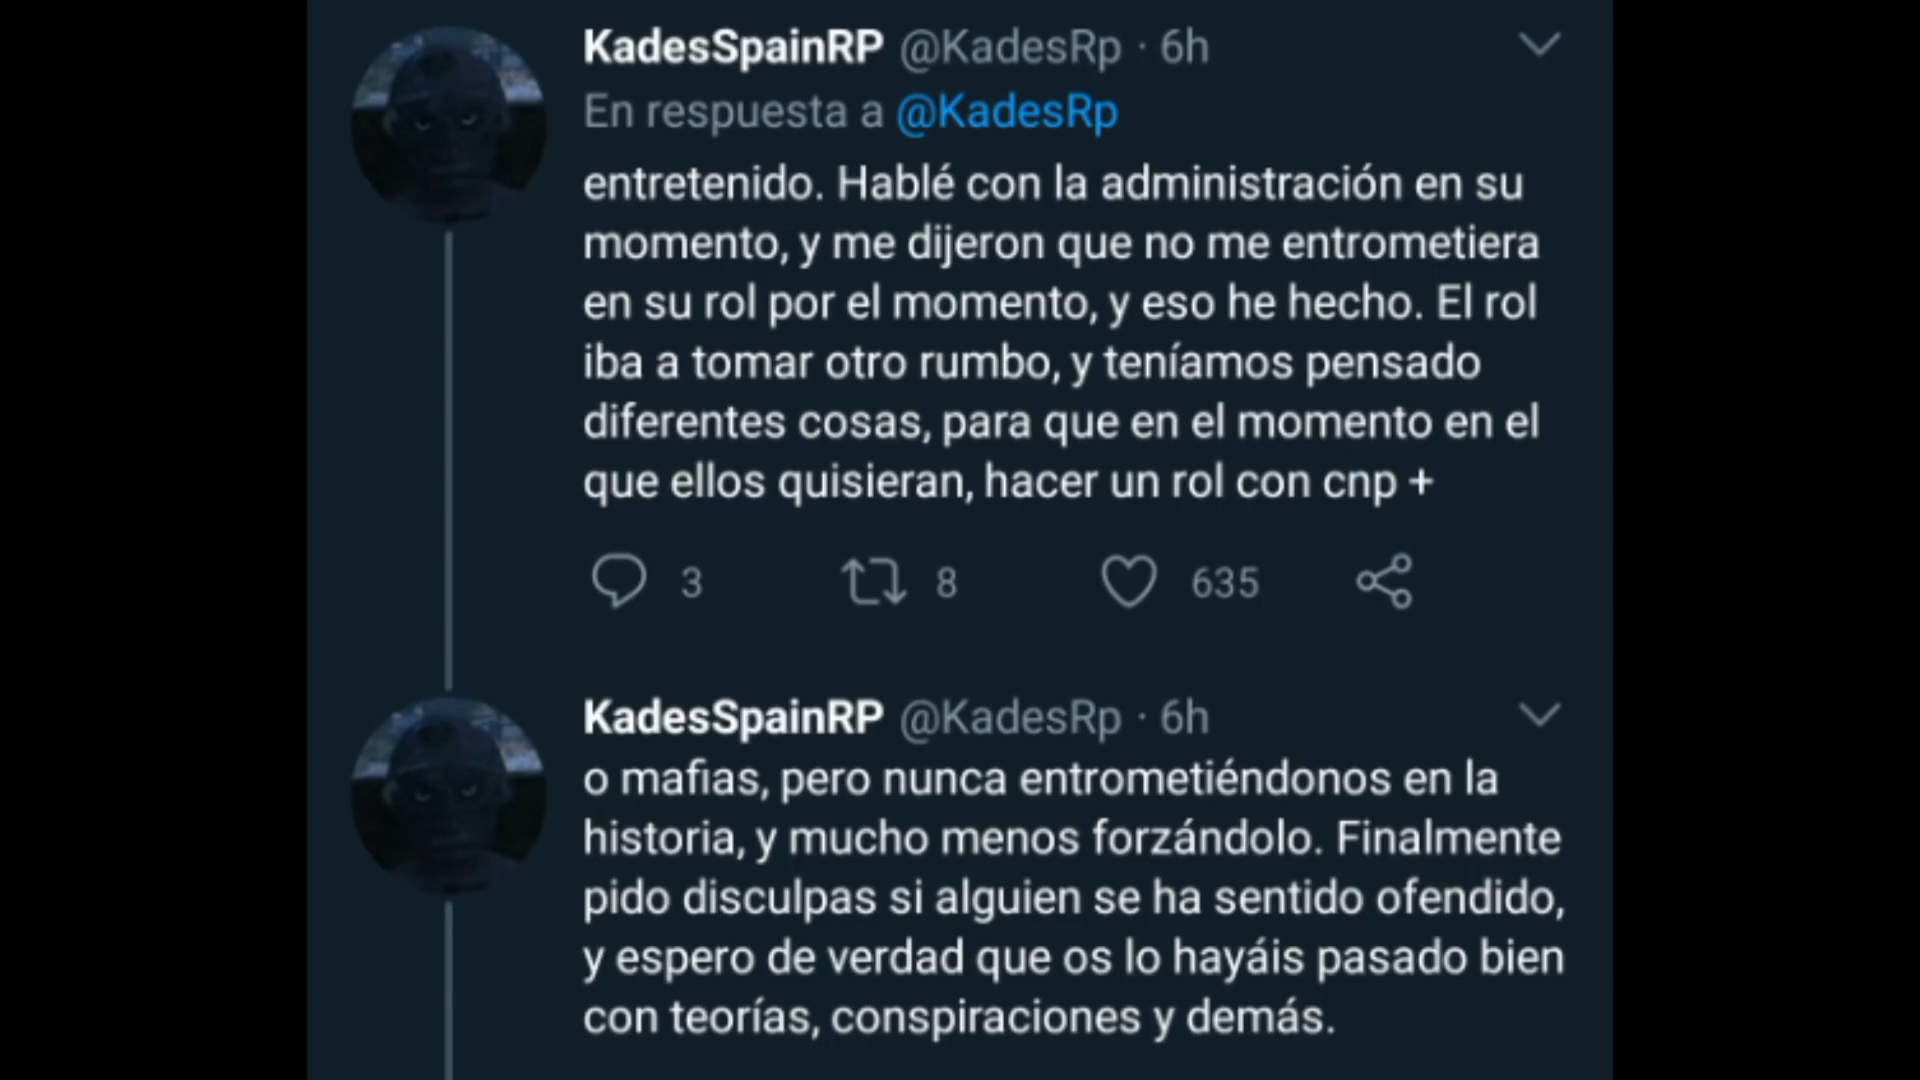 KadesSpainRP @KadesRp · 6h
En respuesta a @KadesRp
entretenido. Hablé con la administración en su
momento, y me dijeron que no me entrometiera
en su rol por el momento, y eso he hecho. El rol
iba a tomar otro rumbo, y teníamos pensado
diferentes cosas, para que en el momento en el
que ellos quisieran, hacer un rol con cnp +
3 8 635
KadesSpainRP @KadesRp · 6h
o mafias, pero nunca entrometiéndonos en la
historia, y mucho menos forzándolo. Finalmente
pido disculpas si alguien se ha sentido ofendido,
y espero de verdad que os lo hayáis pasado bien
con teorías, conspiraciones y demás.